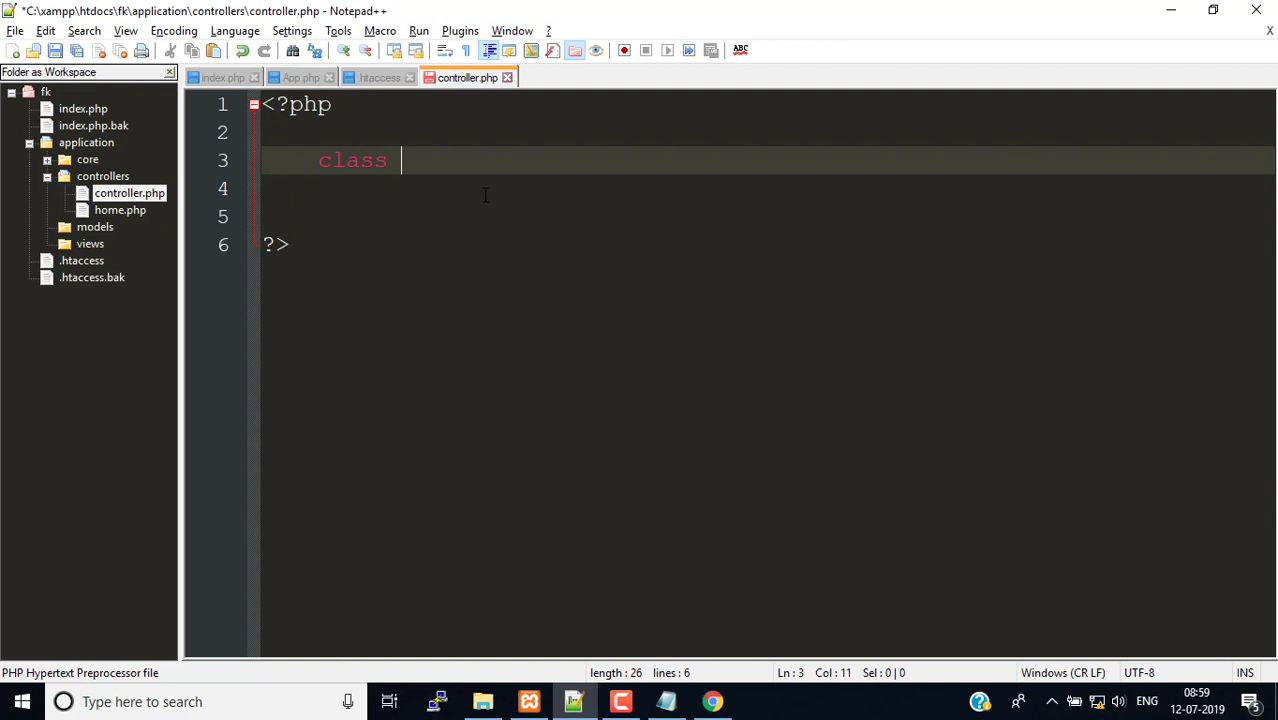 *C:\xampp\htdocs\fk\application\controllers\controller.php - Notepad++
File Edit Search View Encoding Language Settings Tools Macro Run Plugins Window ? X
ABC
Folder as Workspace
index.php App.php .htaccess controller.php
fk
index.php
index.php.bak
application
core
controllers
controller.php
home.php
models
views
.htaccess
.htaccess.bak
1 <?php
2
3 class
4
5
6 ?>
PHP Hypertext Preprocessor file length : 26 lines : 6 Ln : 3 Col : 11 Sel : 0 | 0 Windows (CR LF) UTF-8 INS
Type here to search ENG 08:59 12-07-2019 5